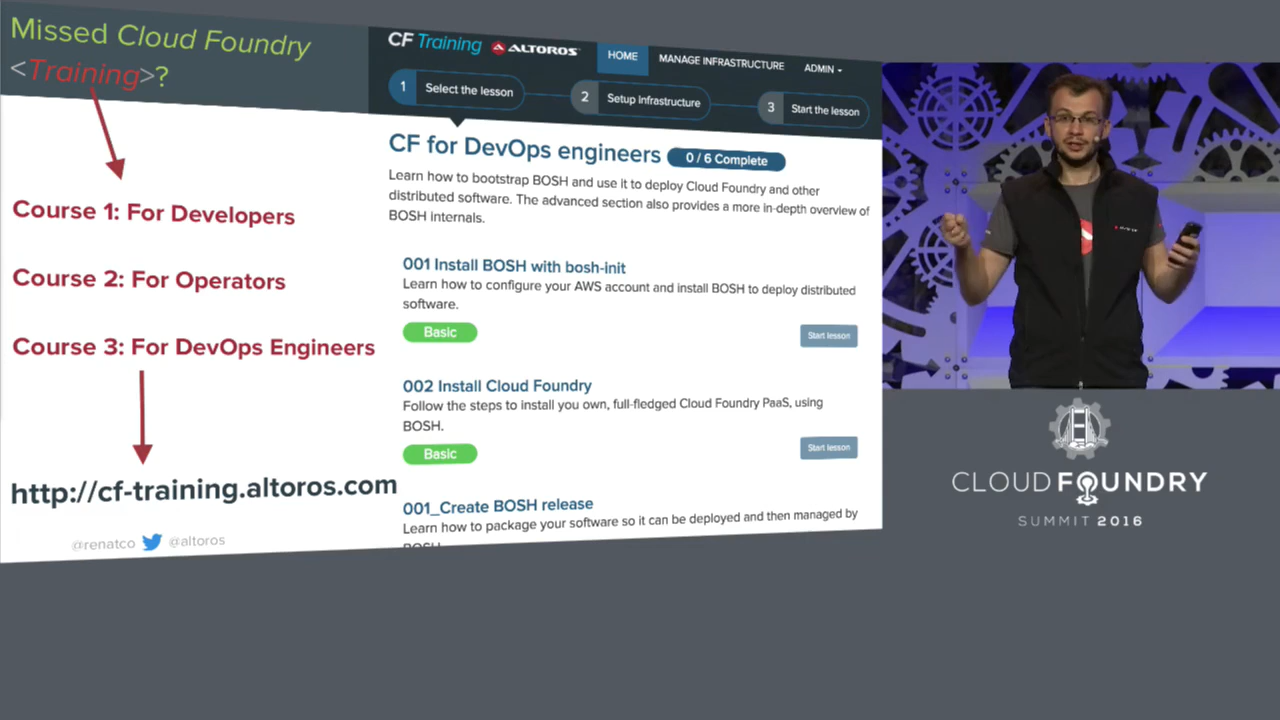 Missed Cloud Foundry
<Training>?
Course 1: For Developers
Course 2: For Operators
Course 3: For DevOps Engineers
http://cf-training.altoros.com
@renatco @altoros
CF Training ALTOROS
HOME
MANAGE INFRASTRUCTURE
ADMIN
1 Select the lesson
2 Setup infrastructure
3 Start the lesson
CF for DevOps engineers 0 / 6 Complete
Learn how to bootstrap BOSH and use it to deploy Cloud Foundry and other
distributed software. The advanced section also provides a more in-depth overview of
BOSH internals.
001 Install BOSH with bosh-init
Learn how to configure your AWS account and install BOSH to deploy distributed
software.
Basic
Start lesson
002 Install Cloud Foundry
Follow the steps to install you own, full-fledged Cloud Foundry PaaS, using
BOSH.
Basic
Start lesson
001_Create BOSH release
Learn how to package your software so it can be deployed and then managed by
BOSH.
CLOUD FOUNDRY
SUMMIT 2016